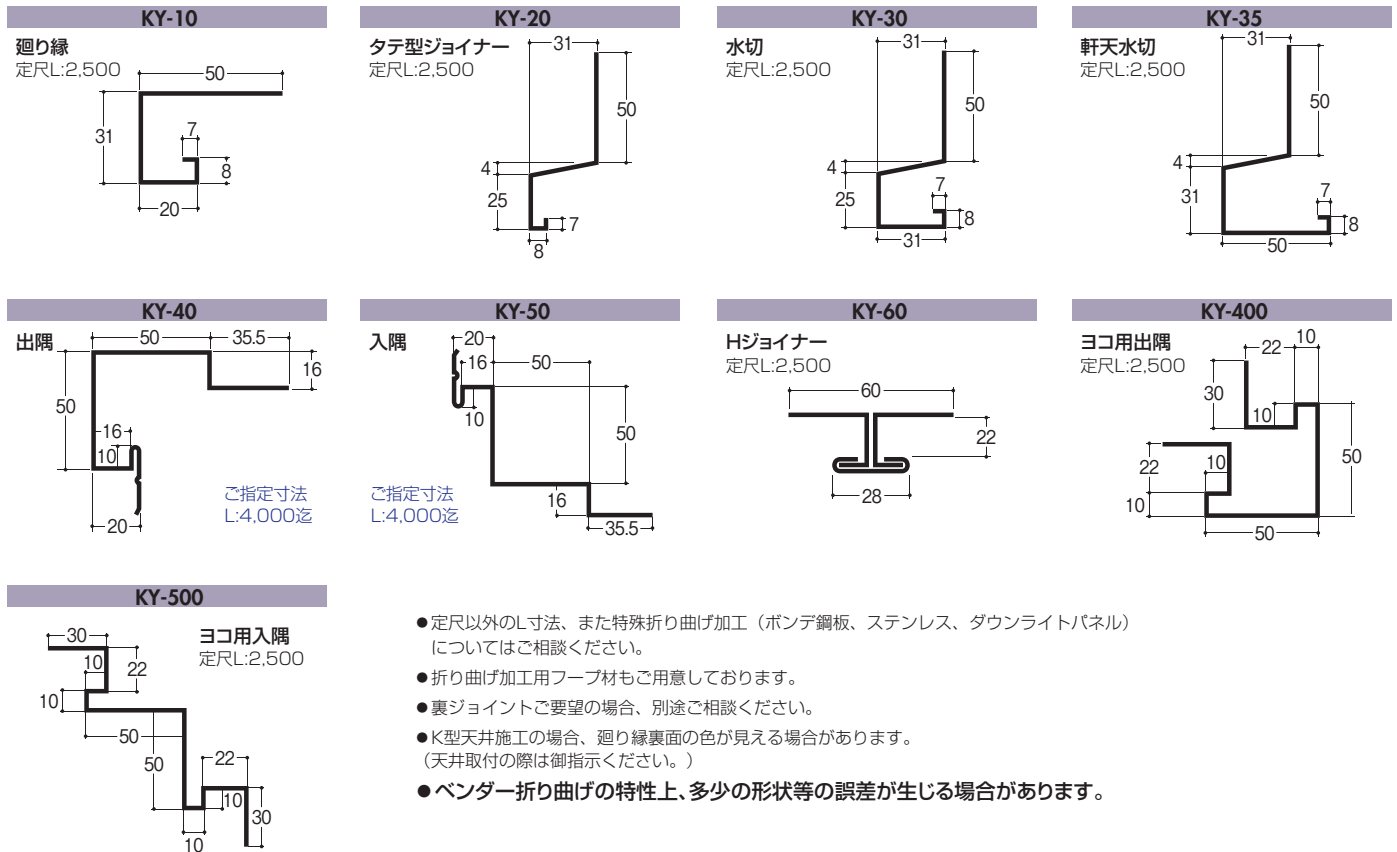 KY-10
廻り縁
定尺L:2,500
50
31
7
8
20
KY-20
タテ型ジョイナー
定尺L:2,500
31
50
4
25
7
8
KY-30
水切
定尺L:2,500
31
50
4
25
7
8
31
KY-35
軒天水切
定尺L:2,500
31
50
4
31
7
8
50
KY-40
出隅
50
35.5
16
50
16
10
20
ご指定寸法
L:4,000迄
KY-50
入隅
20
16
50
10
50
16
35.5
ご指定寸法
L:4,000迄
KY-60
Hジョイナー
定尺L:2,500
60
22
28
KY-400
ヨコ用出隅
定尺L:2,500
10
22
30
10
22
10
50
10
50
KY-500
ヨコ用入隅
定尺L:2,500
30
10
22
10
50
50
22
10
30
10
●定尺以外のL寸法、また特殊折り曲げ加工（ボンデ鋼板、ステンレス、ダウンライトパネル）
についてはご相談ください。
●折り曲げ加工用フープ材もご用意しております。
●裏ジョイントご要望の場合、別途ご相談ください。
●K型天井施工の場合、廻り縁裏面の色が見える場合があります。
（天井取付の際は御指示ください。）
●ベンダー折り曲げの特性上、多少の形状等の誤差が生じる場合があります。